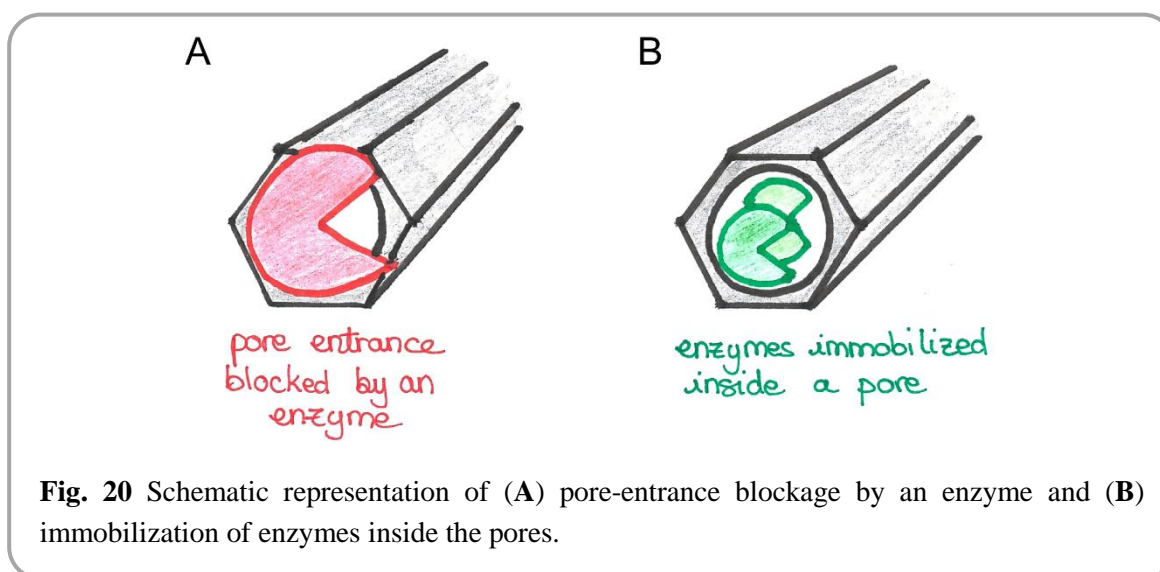 A
B
pore entrance
blocked by an
enzyme
enzymes immobilized
inside a pore
Fig. 20 Schematic representation of (A) pore-entrance blockage by an enzyme and (B)
immobilization of enzymes inside the pores.